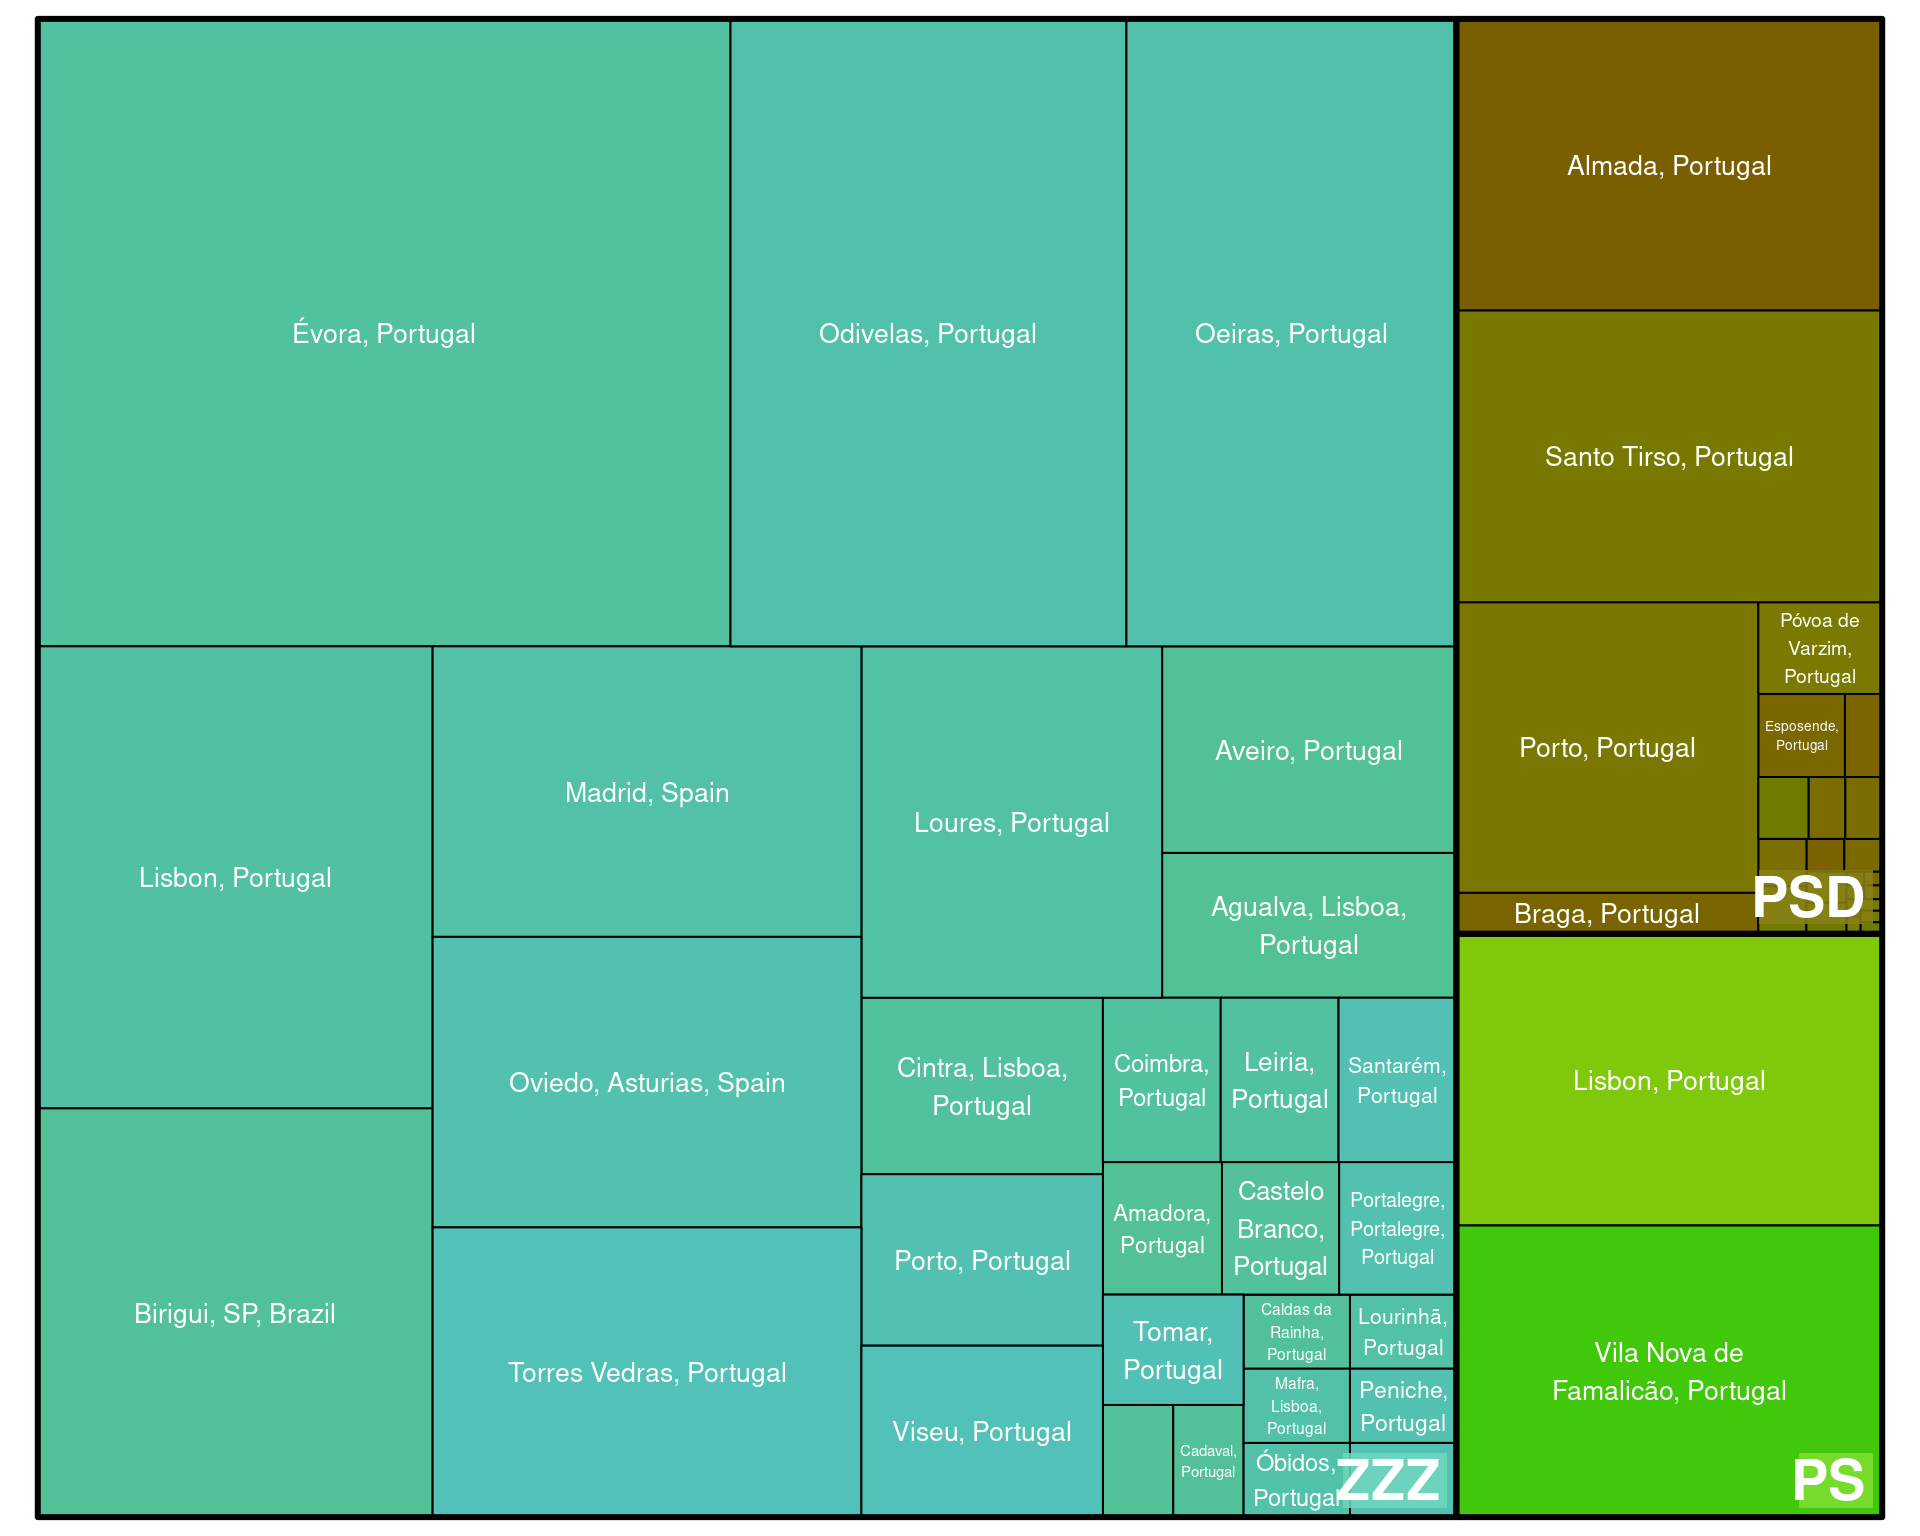 Évora, Portugal
Odivelas, Portugal
Oeiras, Portugal
Lisbon, Portugal
Birigui, SP, Brazil
Madrid, Spain
Oviedo, Asturias, Spain
Torres Vedras, Portugal
Loures, Portugal
Aveiro, Portugal
Agualva, Lisboa,
Portugal
Cintra, Lisboa,
Portugal
Porto, Portugal
Viseu, Portugal
Coimbra,
Portugal
Leiria,
Portugal
Santarém,
Portugal
Amadora,
Portugal
Castelo
Branco,
Portugal
Portalegre,
Portalegre,
Portugal
Tomar,
Portugal
Cadaval,
Portugal
Caldas da
Rainha,
Portugal
Lourinhã,
Portugal
Mafra,
Lisboa,
Portugal
Peniche,
Portugal
Óbidos,
Portugal
ZZZ
Almada, Portugal
Santo Tirso, Portugal
Porto, Portugal
Póvoa de
Varzim,
Portugal
Esposende,
Portugal
Braga, Portugal
PSD
Lisbon, Portugal
Vila Nova de
Famalicão, Portugal
PS